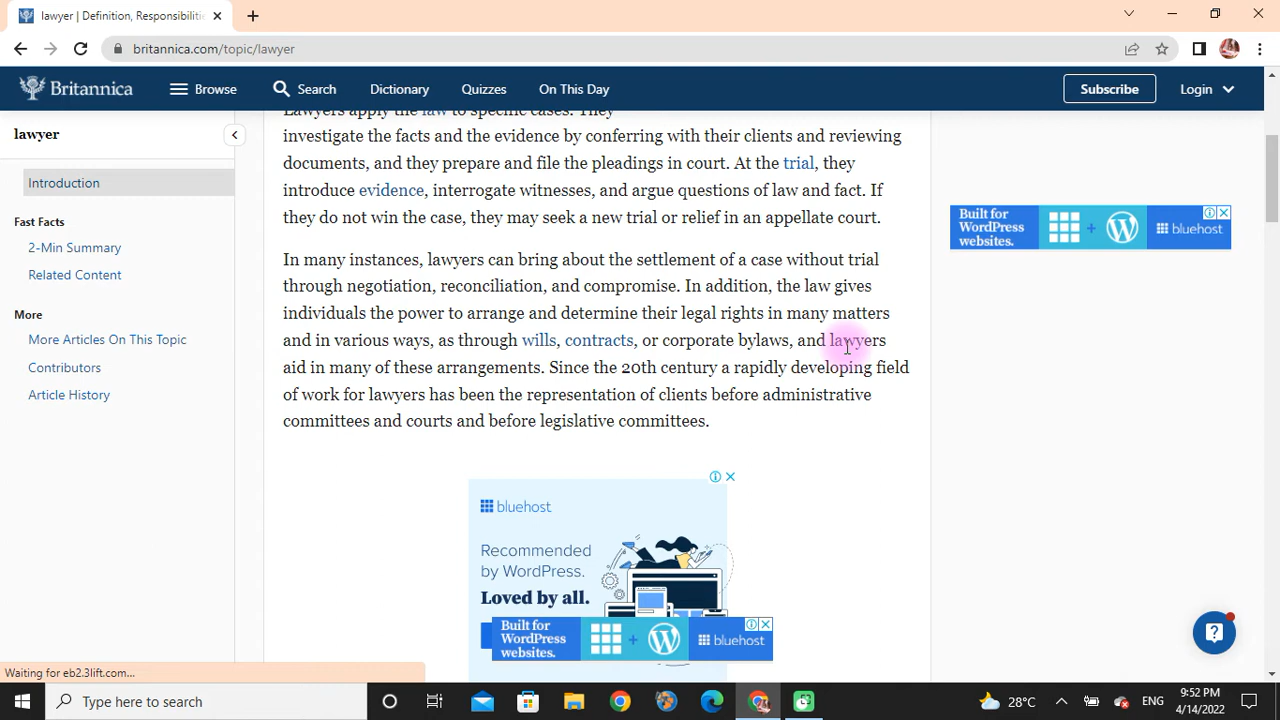 lawyer | Definition, Responsibilitie
britannica.com/topic/lawyer
Britannica
Browse
Search
Dictionary
Quizzes
On This Day
Subscribe
Login
lawyer
Introduction
Fast Facts
2-Min Summary
Related Content
More
More Articles On This Topic
Contributors
Article History
Lawyers apply the law to specific cases. They
investigate the facts and the evidence by conferring with their clients and reviewing
documents, and they prepare and file the pleadings in court. At the trial, they
introduce evidence, interrogate witnesses, and argue questions of law and fact. If
they do not win the case, they may seek a new trial or relief in an appellate court.
In many instances, lawyers can bring about the settlement of a case without trial
through negotiation, reconciliation, and compromise. In addition, the law gives
individuals the power to arrange and determine their legal rights in many matters
and in various ways, as through wills, contracts, or corporate bylaws, and lawyers
aid in many of these arrangements. Since the 20th century a rapidly developing field
of work for lawyers has been the representation of clients before administrative
committees and courts and before legislative committees.
Built for
WordPress
websites.
bluehost
bluehost
Recommended
by WordPress.
Loved by all.
Built for
WordPress
websites.
bluehost
Waiting for eb2.3lift.com...
Type here to search
28°C
ENG
9:52 PM
4/14/2022